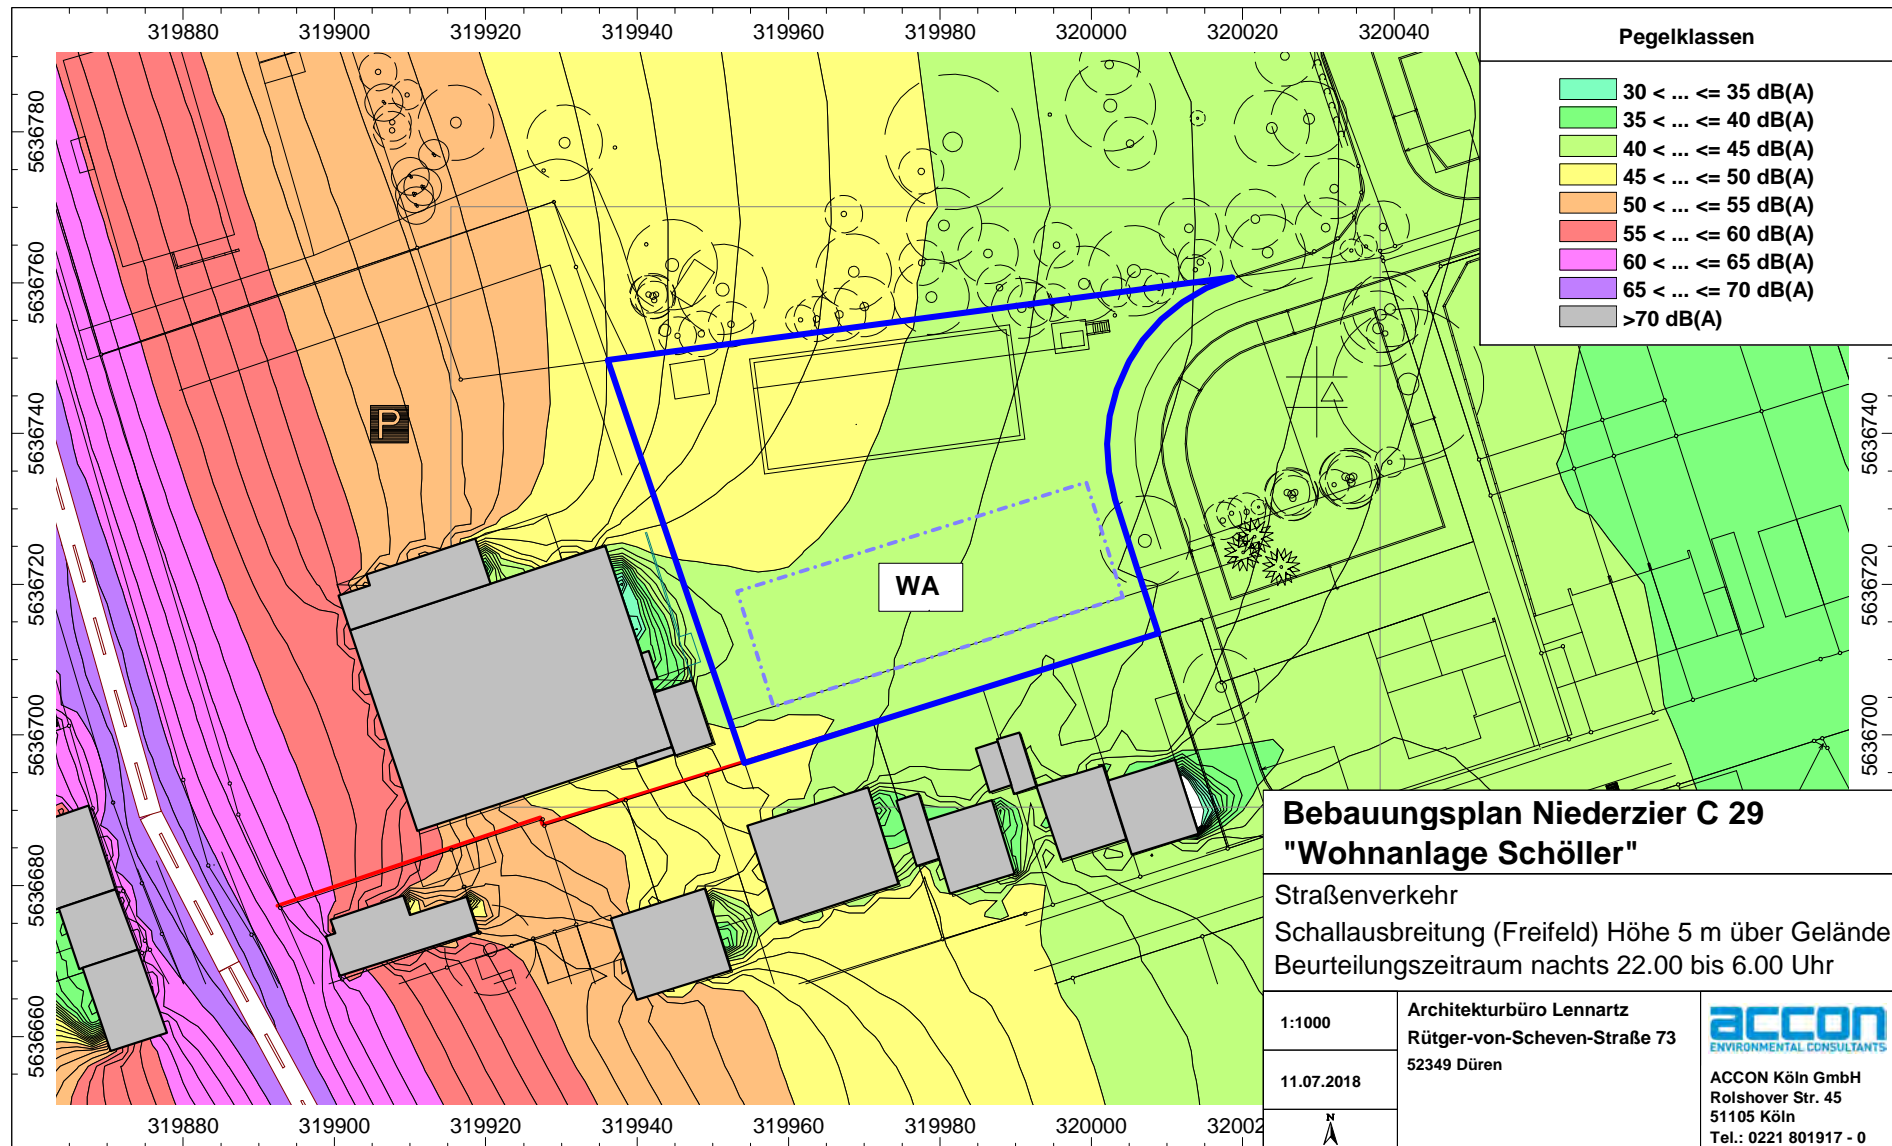 319880 319900 319920 319940 319960 319980 320000 320020 320040
Pegelklassen
30 < ... <= 35 dB(A)
35 < ... <= 40 dB(A)
40 < ... <= 45 dB(A)
45 < ... <= 50 dB(A)
50 < ... <= 55 dB(A)
55 < ... <= 60 dB(A)
60 < ... <= 65 dB(A)
65 < ... <= 70 dB(A)
>70 dB(A)
5636780
5636760
5636740
5636720
5636700
5636680
5636660
5636740
5636720
5636700
P
WA
Bebauungsplan Niederzier C 29
"Wohnanlage Schöller"
Straßenverkehr
Schallausbreitung (Freifeld) Höhe 5 m über Gelände
Beurteilungszeitraum nachts 22.00 bis 6.00 Uhr
1:1000
11.07.2018
N
Architekturbüro Lennartz
Rütger-von-Scheven-Straße 73
52349 Düren
accon
ENVIRONMENTAL CONSULTANTS
ACCON Köln GmbH
Rolshover Str. 45
51105 Köln
Tel.: 0221 801917 - 0
319880 319900 319920 319940 319960 319980 320000 32002